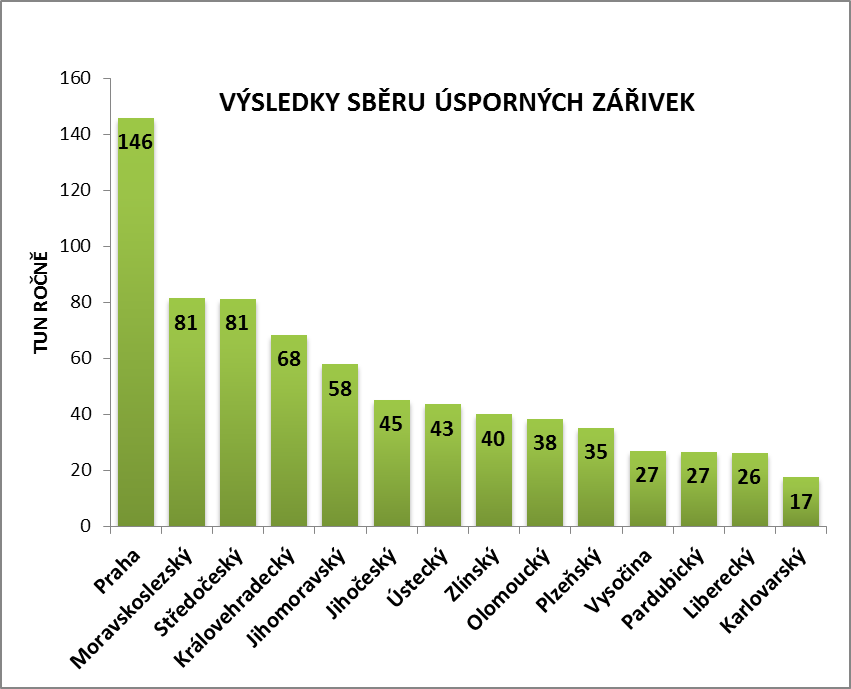 VÝSLEDKY SBĚRU ÚSPORNÝCH ZÁŘIVEK
TUN ROČNĚ
160
140
120
100
80
60
40
20
0
146
81
81
68
58
45
43
40
38
35
27
27
26
17
Praha
Moravskoslezský
Středočeský
Královehradecký
Jihomoravský
Jihočeský
Ústecký
Zlínský
Olomoucký
Plzeňský
Vysočina
Pardubický
Liberecký
Karlovarský